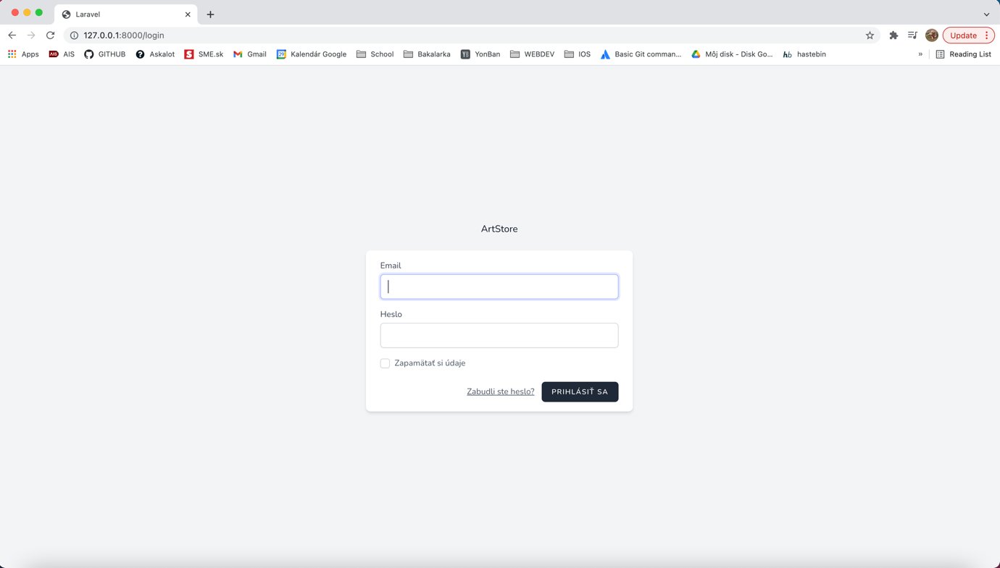 Laravel
127.0.0.1:8000/login
Update
Apps AIS GITHUB Askalot SME.sk Gmail Kalendár Google School Bakalarka YonBan WEBDEV IOS Basic Git comman... Môj disk - Disk Go... hastebin » Reading List
ArtStore
Email
Heslo
Zapamätať si údaje
Zabudli ste heslo? PRIHLÁSIŤ SA